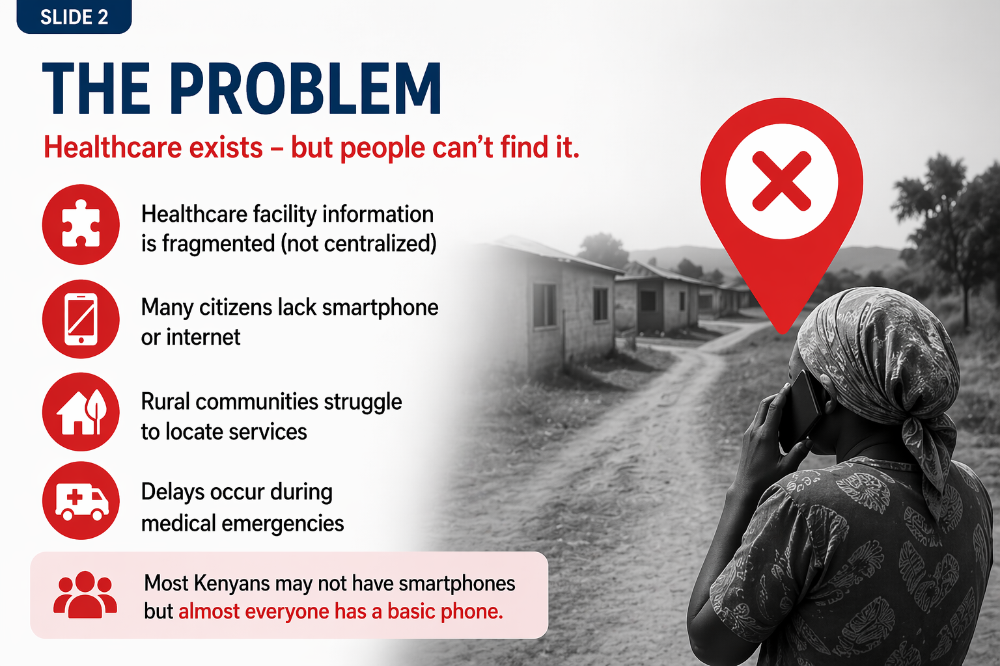 SLIDE 2
THE PROBLEM
Healthcare exists – but people can’t find it.
Healthcare facility information
is fragmented (not centralized)
Many citizens lack smartphone
or internet
Rural communities struggle
to locate services
Delays occur during
medical emergencies
Most Kenyans may not have smartphones
but almost everyone has a basic phone.